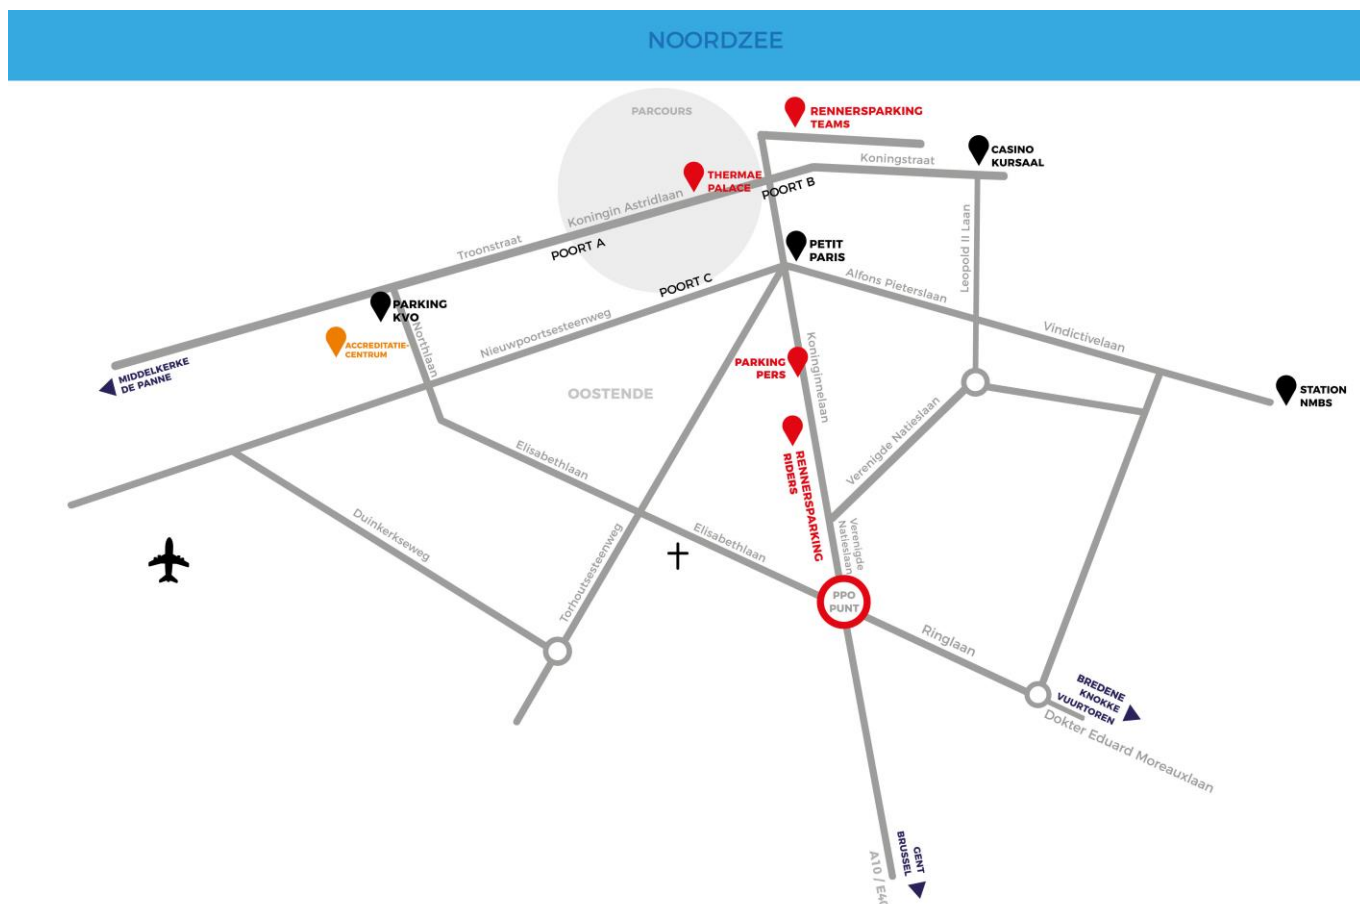 NOORDZEE
PARCOURS
RENNERSPARKING
TEAMS
CASINO
KURSAAL
Koningstraat
THERMAE
PALACE
POORT B
Koningin Astridlaan
Troonstraat
POORT A
PETIT
PARIS
Leopold II Laan
Alfons Pieterslaan
POORT C
PARKING
KVO
Nieuwpoortsesteenweg
Northlaan
ACCREDITATIE-
CENTRUM
Vindictivelaan
MIDDELKERKE
DE PANNE
PARKING
PERS
Koninginnelaan
OOSTENDE
STATION
NMBS
Verenigde Natieslaan
Elisabethlaan
RENNERSPARKING
RIDERS
Duinkerkseweg
Elisabethlaan
Verenigde
Natieslaan
Torhoutsesteenweg
PPO
PUNT
Ringlaan
BREDENE
KNOKKE
VUURTOREN
Dokter Eduard Moreauxlaan
GENT
BRUSSEL
A10 / E40